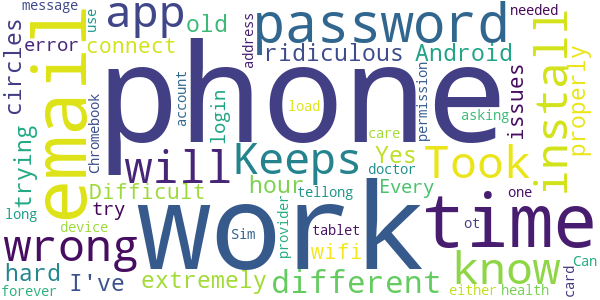 message
use
app
old
password
needed
error
connect
email
circles
Chromebook
account
login
phone
address
ridiculous
Android
load
permission
asking
issues
install
properly
trying
will
Keeps
care
Yes
doctor
Took
Difficult
hour
tellong
Every
try
work
time
one
long
device
wrong
Sim
provider
tablet
wifi
ot
know
Can
hard
I've
extremely
different
forever
either
health
card